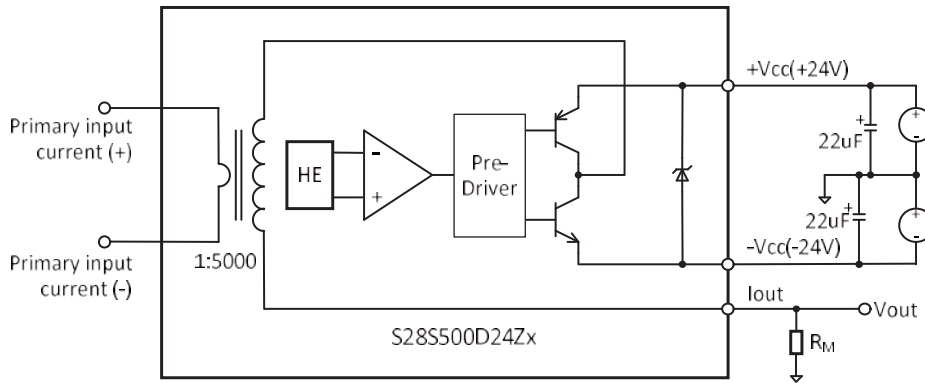 +Vcc(+24V)
Primary input
current (+)
HE
-
+
Pre-
Driver
+
22uF
+
-
+
22uF
+
-
-Vcc(-24V)
Primary input
current (-)
1:5000
Iout
Vout
S28S500D24Zx
RM